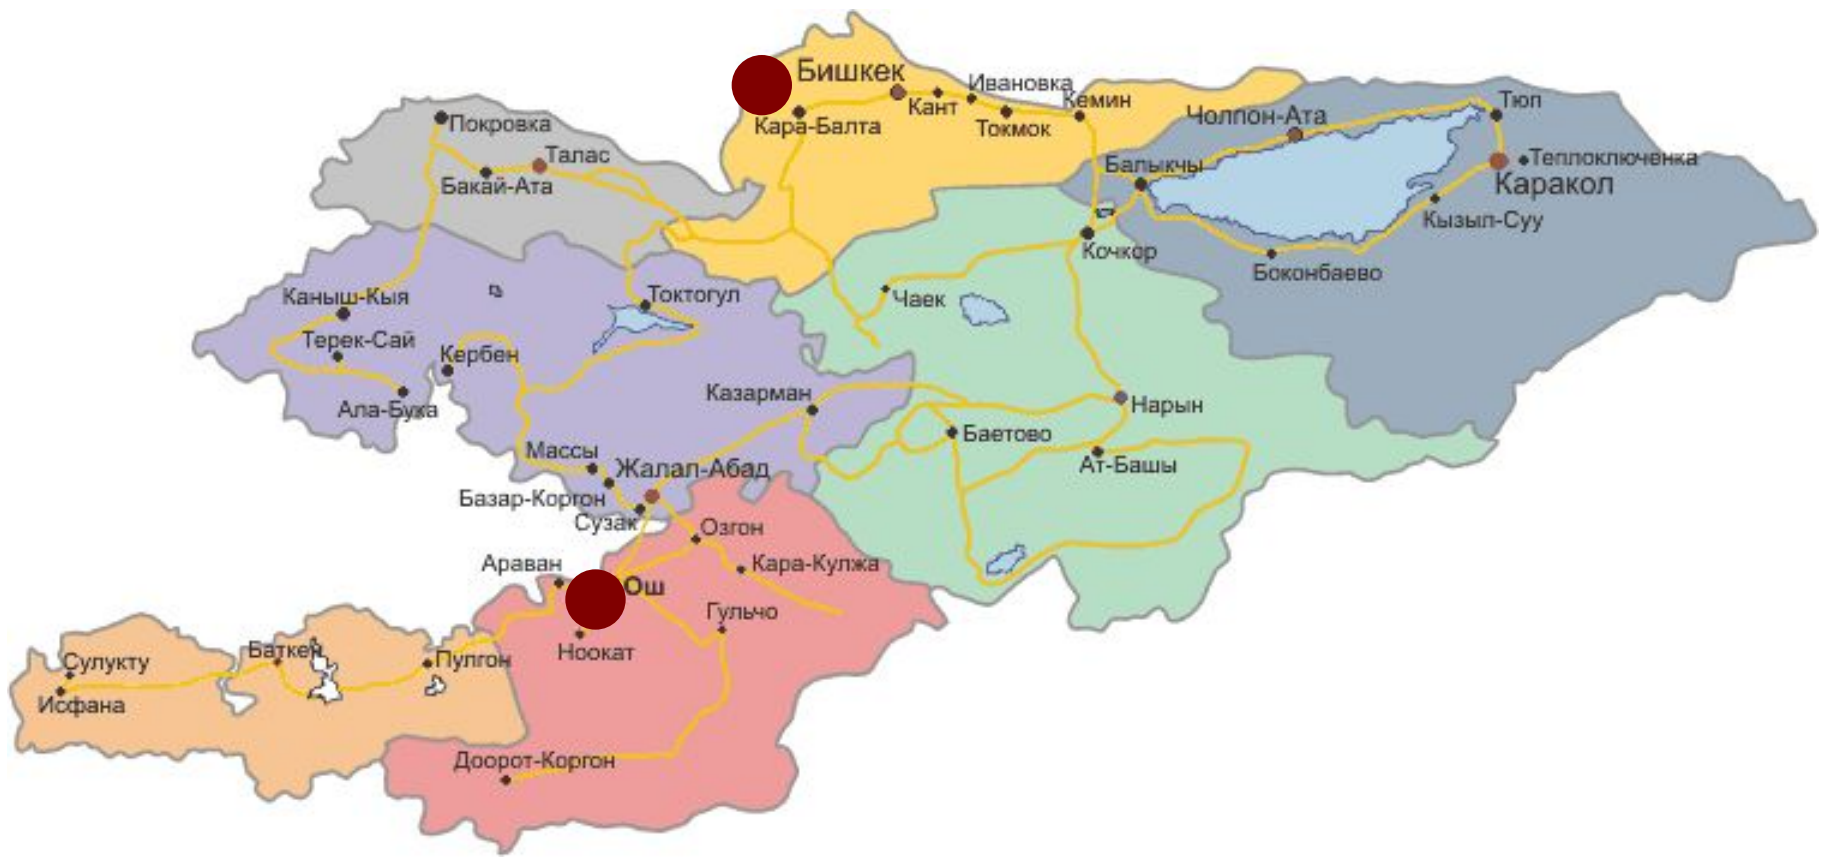 Бишкек
Ивановка
Кант
Кемин
Кара-Балта
Токмок
Тюп
Чолпон-Ата
Покровка
Талас
Бакай-Ата
Балыкчы
Теплоключенка
Каракол
Кызыл-Суу
Кочкор
Боконбаево
Каныш-Кыя
Токтогул
Чаек
Терек-Сай
Кербен
Казарман
Ала-Бука
Нарын
Баетово
Массы
Жалал-Абад
Ат-Башы
Базар-Коргон
Сузак
Озгон
Араван
Кара-Кулжа
Ош
Гульчо
Ноокат
Баткен
Пулгон
Сулукту
Исфана
Доорот-Коргон